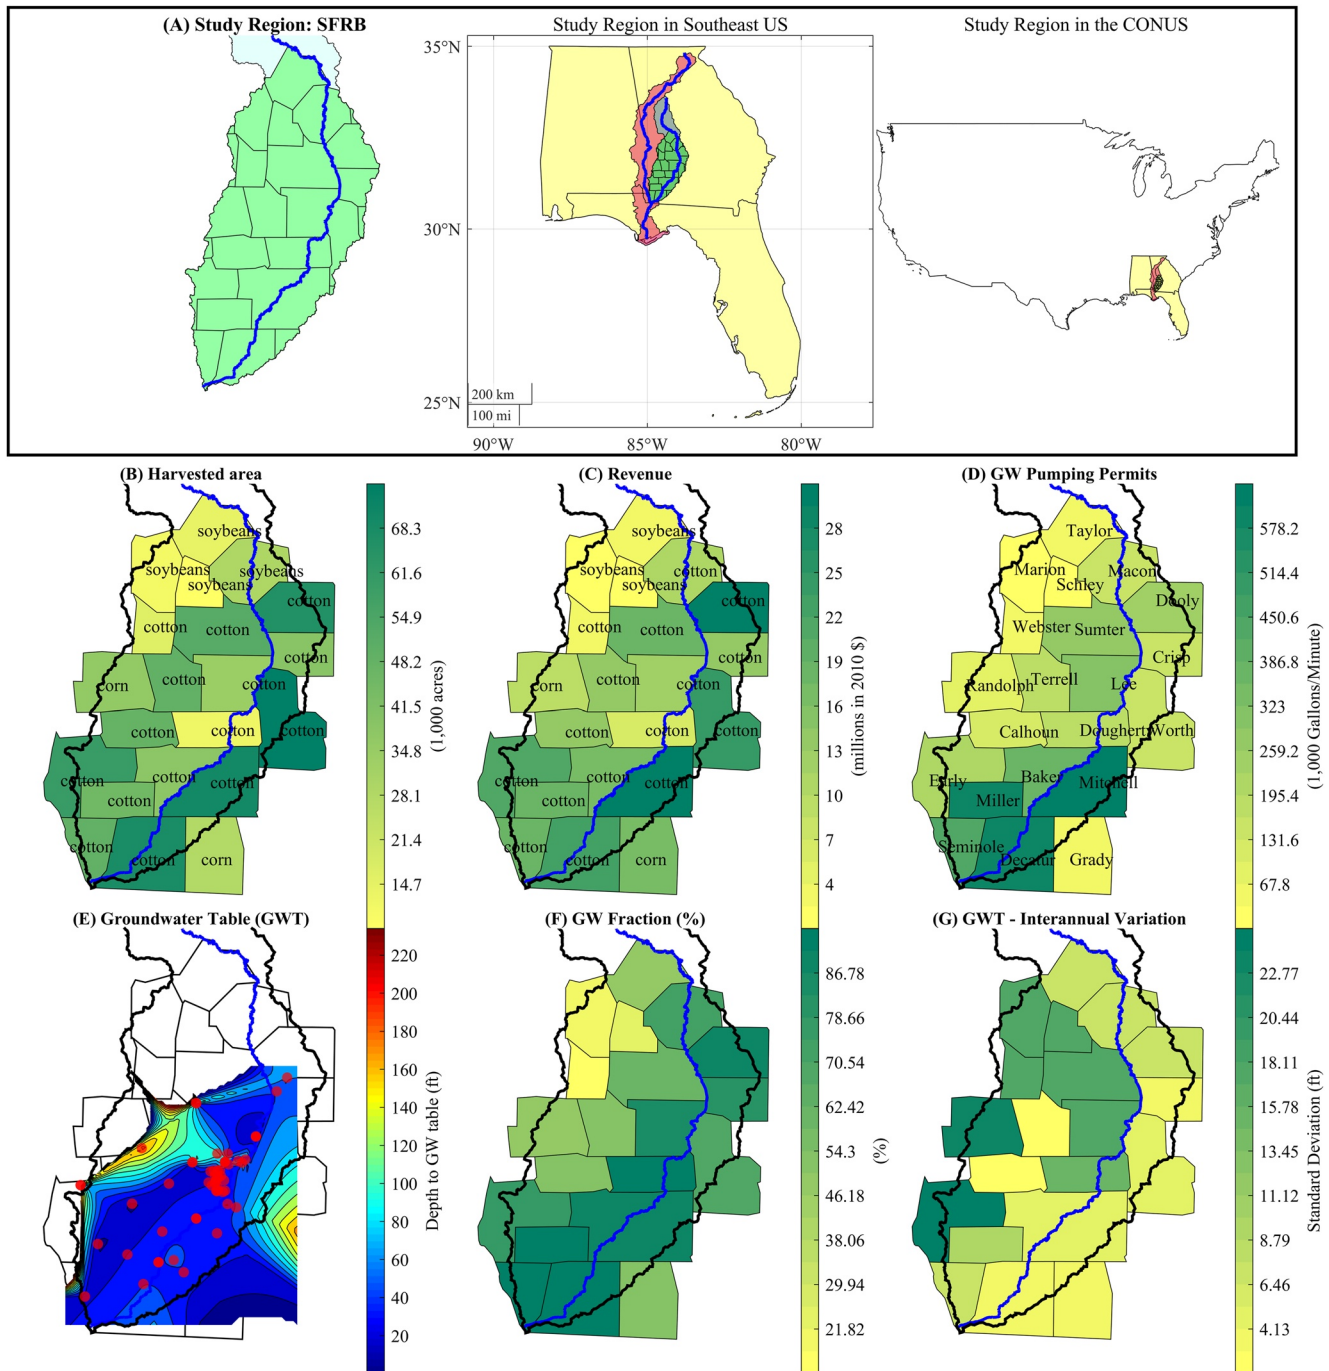 (A) Study Region: SFRB
Study Region in Southeast US
Study Region in the CONUS
35°N
30°N
25°N
200 km
100 mi
90°W
85°W
80°W
(B) Harvested area
soybeans
soybeans
soybeans
soybeans
cotton
cotton
cotton
cotton
corn
cotton
cotton
cotton
cotton
cotton
cotton
cotton
cotton
cotton
cotton
cotton
corn
68.3
61.6
54.9
48.2
41.5
34.8
28.1
21.4
14.7
(1,000 acres)
(C) Revenue
soybeans
soybeans
cotton
soybeans
cotton
cotton
cotton
cotton
corn
cotton
cotton
cotton
cotton
cotton
cotton
cotton
cotton
cotton
cotton
cotton
corn
28
25
22
19
16
13
10
7
4
(millions in 2010 $)
(D) GW Pumping Permits
Taylor
Marion
Macon
Schley
Dooly
Webster
Sumter
Crisp
Randolph
Terrell
Lee
Calhoun
Dougherty
Worth
Early
Baker
Mitchell
Miller
Seminole
Decatur
Grady
578.2
514.4
450.6
386.8
323
259.2
195.4
131.6
67.8
(1,000 Gallons/Minute)
(E) Groundwater Table (GWT)
220
200
180
160
140
120
100
80
60
40
20
Depth to GW table (ft)
(F) GW Fraction (%)
86.78
78.66
70.54
62.42
54.3
46.18
38.06
29.94
21.82
(%)
(G) GWT - Interannual Variation
22.77
20.44
18.11
15.78
13.45
11.12
8.79
6.46
4.13
Standard Deviation (ft)